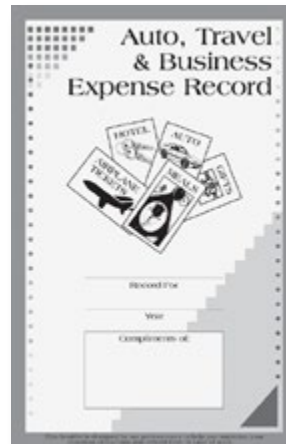 Auto, Travel
& Business
Expense Record
HOTEL
AUTO
AIRPLANE
TICKETS
MEALS
GIFTS
Record For
Year
Compliments of: